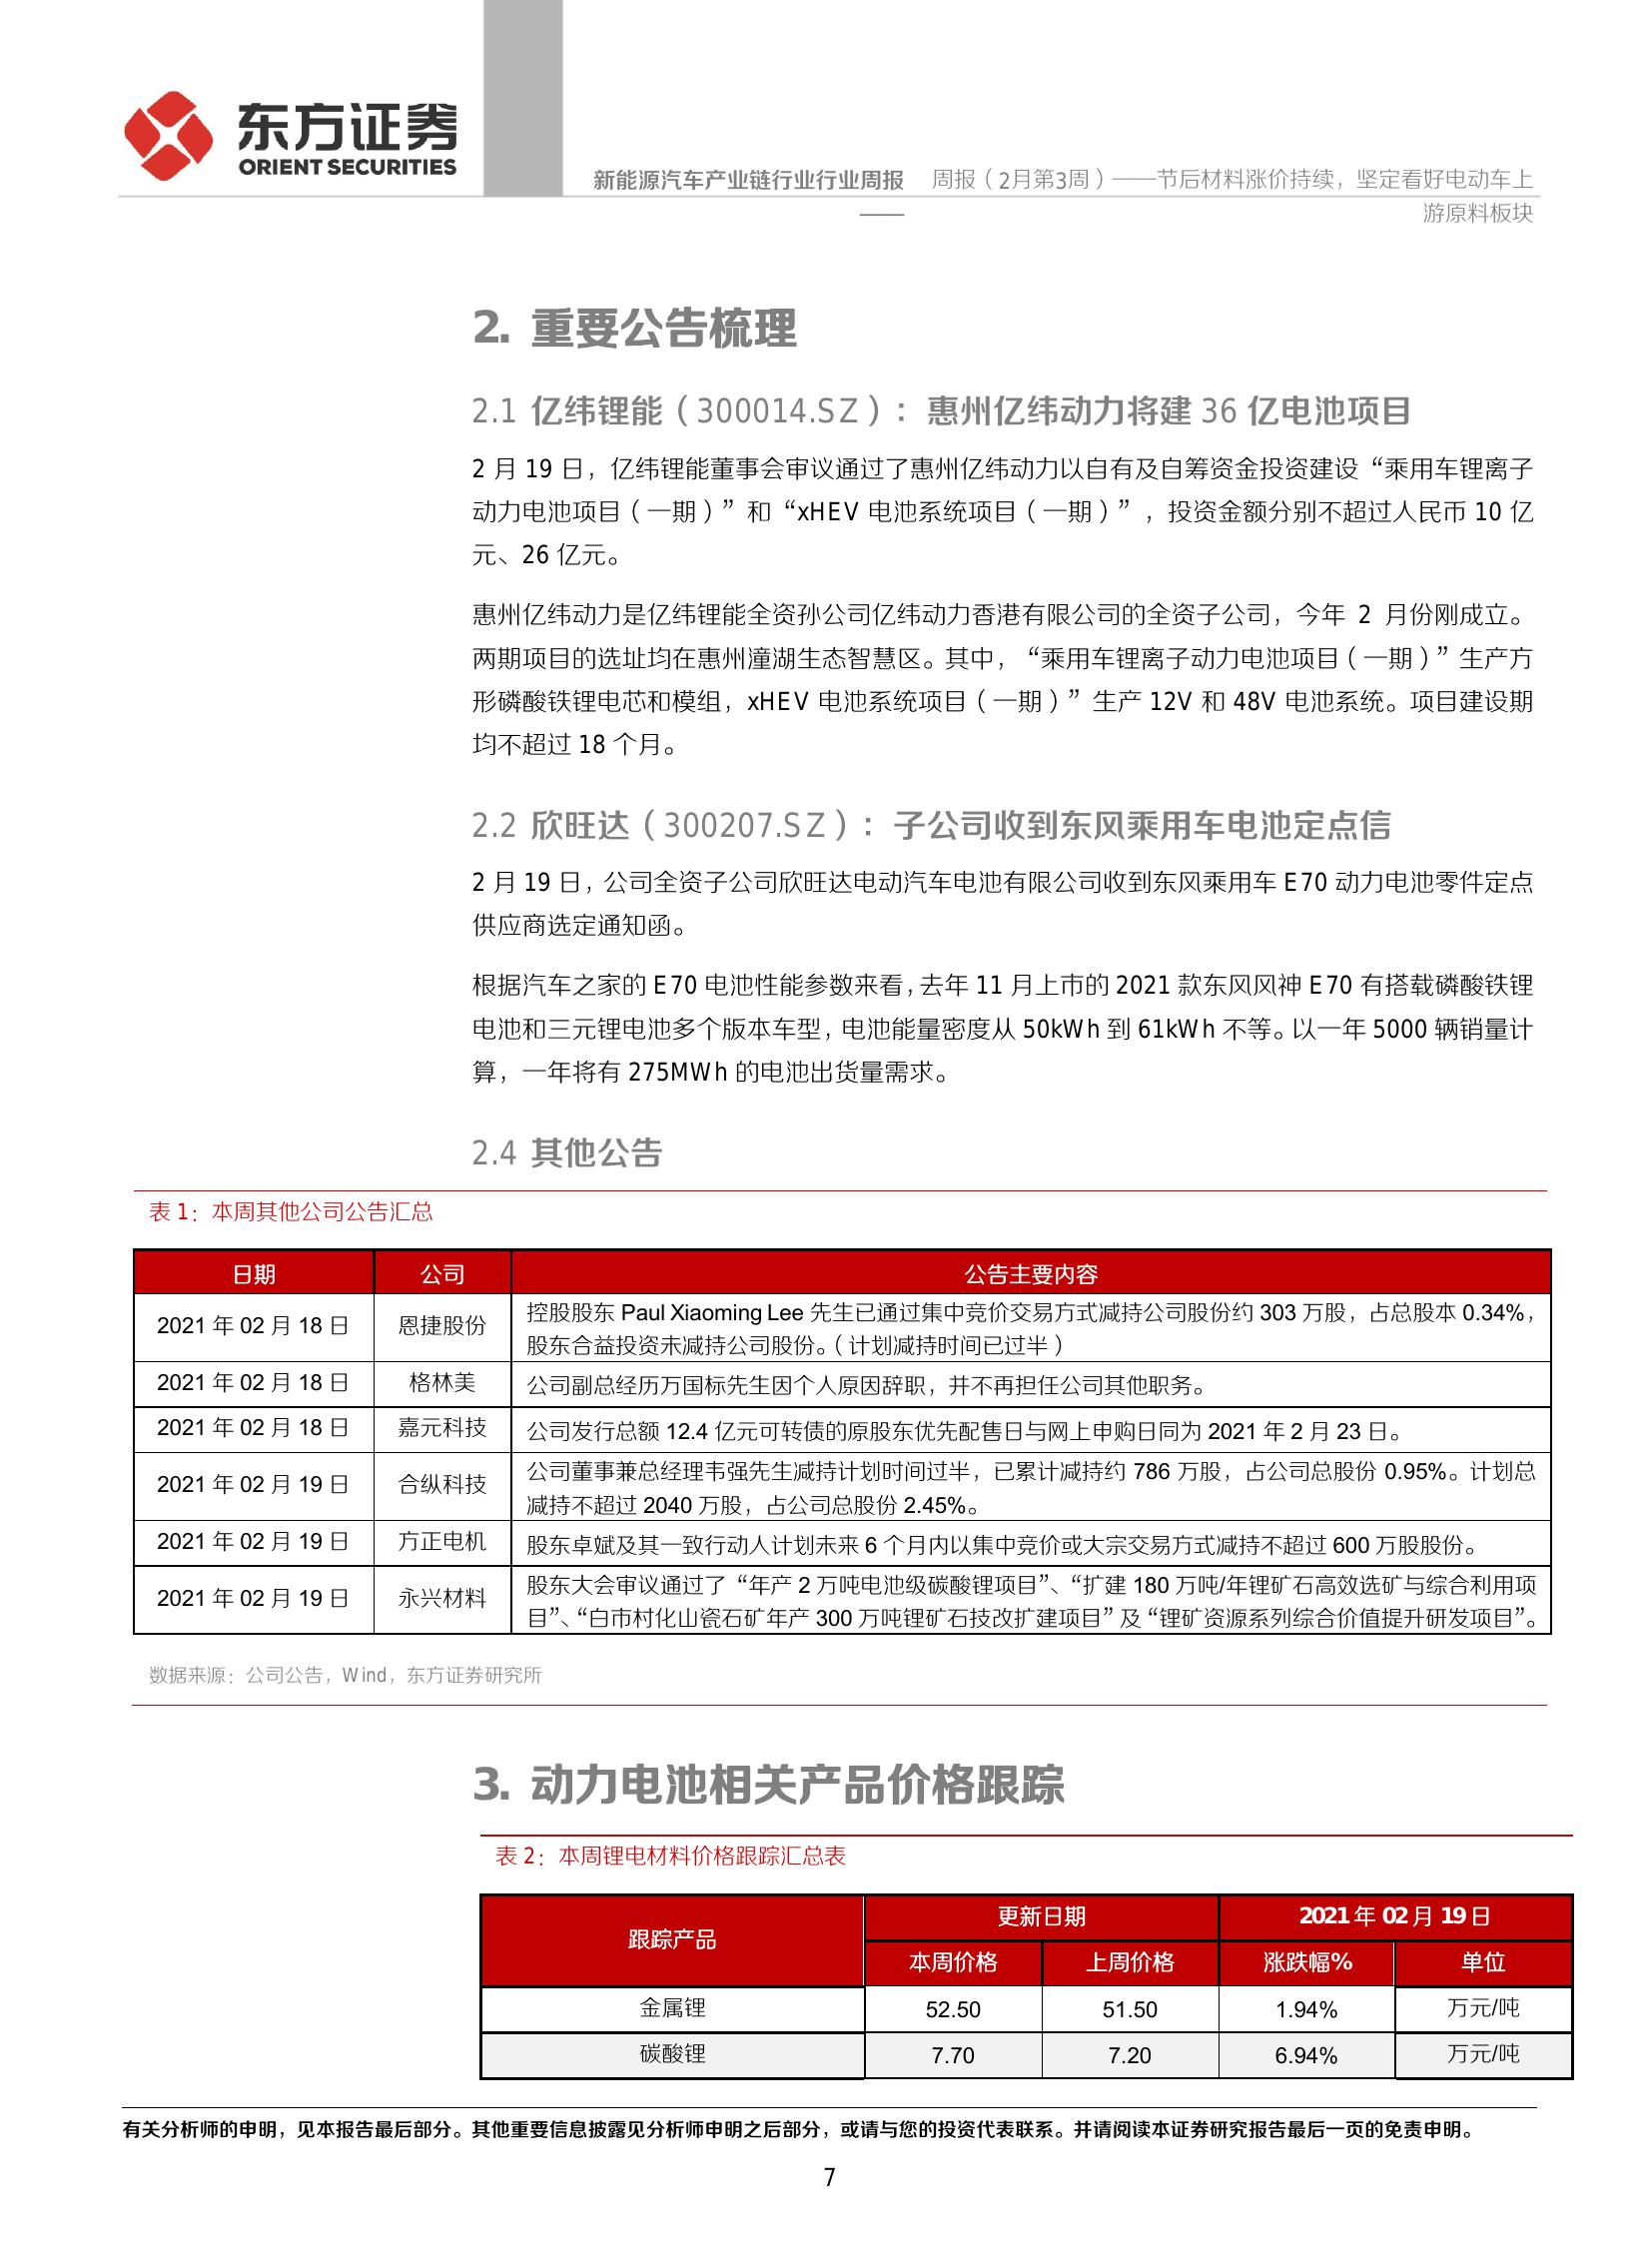 东方证券
ORIENT SECURITIES
新能源汽车产业链行业行业周报 周报（2月第3周）——节后材料涨价持续，坚定看好电动车上
——
游原料板块
2. 重要公告梳理
2.1 亿纬锂能（300014.SZ）：惠州亿纬动力将建 36 亿电池项目
2 月 19 日，亿纬锂能董事会审议通过了惠州亿纬动力以自有及自筹资金投资建设“乘用车锂离子
动力电池项目（一期）”和“xHEV 电池系统项目（一期）”，投资金额分别不超过人民币 10 亿
元、26 亿元。
惠州亿纬动力是亿纬锂能全资孙公司亿纬动力香港有限公司的全资子公司，今年 2 月份刚成立。
两期项目的选址均在惠州潼湖生态智慧区。其中，“乘用车锂离子动力电池项目（一期）”生产方
形磷酸铁锂电芯和模组，xHEV 电池系统项目（一期）”生产 12V 和 48V 电池系统。项目建设期
均不超过 18 个月。
2.2 欣旺达（300207.SZ）：子公司收到东风乘用车电池定点信
2 月 19 日，公司全资子公司欣旺达电动汽车电池有限公司收到东风乘用车 E70 动力电池零件定点
供应商选定通知函。
根据汽车之家的 E70 电池性能参数来看，去年 11 月上市的 2021 款东风风神 E70 有搭载磷酸铁锂
电池和三元锂电池多个版本车型，电池能量密度从 50kWh 到 61kWh 不等。以一年 5000 辆销量计
算，一年将有 275MWh 的电池出货量需求。
2.4 其他公告
表 1：本周其他公司公告汇总
日期 公司 公告主要内容
2021 年 02 月 18 日 恩捷股份 控股股东 Paul Xiaoming Lee 先生已通过集中竞价交易方式减持公司股份约 303 万股，占总股本 0.34%，
股东合益投资未减持公司股份。（计划减持时间已过半）
2021 年 02 月 18 日 格林美 公司副总经历万国标先生因个人原因辞职，并不再担任公司其他职务。
2021 年 02 月 18 日 嘉元科技 公司发行总额 12.4 亿元可转债的原股东优先配售日与网上申购日同为 2021 年 2 月 23 日。
2021 年 02 月 19 日 合纵科技 公司董事兼总经理韦强先生减持计划时间过半，已累计减持约 786 万股，占公司总股份 0.95%。计划总
减持不超过 2040 万股，占公司总股份 2.45%。
2021 年 02 月 19 日 方正电机 股东卓斌及其一致行动人计划未来 6 个月内以集中竞价或大宗交易方式减持不超过 600 万股股份。
2021 年 02 月 19 日 永兴材料 股东大会审议通过了“年产 2 万吨电池级碳酸锂项目”、“扩建 180 万吨/年锂矿石高效选矿与综合利用项
目”、“白市村化山瓷石矿年产 300 万吨锂矿石技改扩建项目”及“锂矿资源系列综合价值提升研发项目”。
数据来源：公司公告，Wind，东方证券研究所
3. 动力电池相关产品价格跟踪
表 2：本周锂电材料价格跟踪汇总表
跟踪产品 更新日期 2021 年 02 月 19 日
本周价格 上周价格 涨跌幅% 单位
金属锂 52.50 51.50 1.94% 万元/吨
碳酸锂 7.70 7.20 6.94% 万元/吨
有关分析师的申明，见本报告最后部分。其他重要信息披露见分析师申明之后部分，或请与您的投资代表联系。并请阅读本证券研究报告最后一页的免责申明。
7